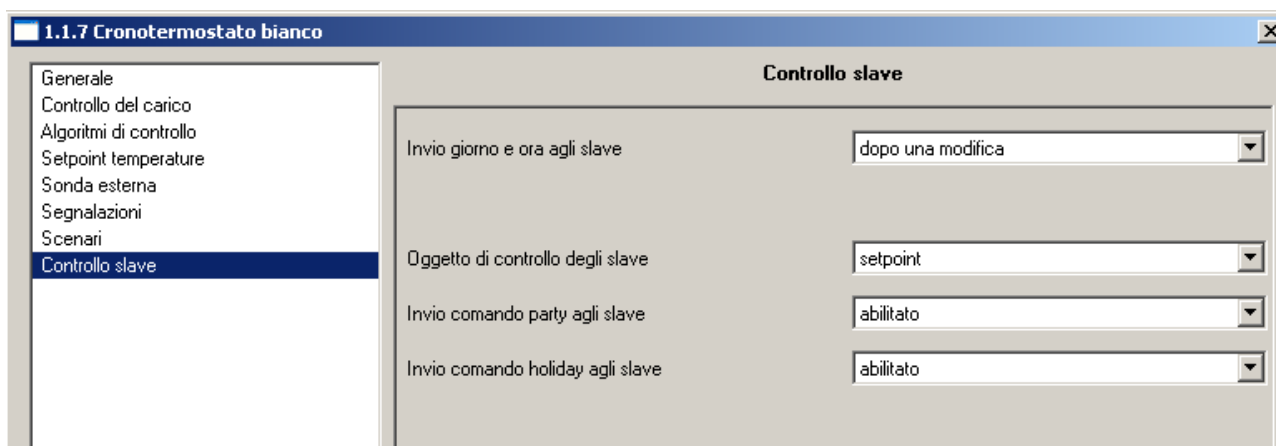 1.1.7 Cronotermostato bianco
Generale
Controllo del carico
Algoritmi di controllo
Setpoint temperature
Sonda esterna
Segnalazioni
Scenari
Controllo slave
Controllo slave
Invio giorno e ora agli slave
dopo una modifica
Oggetto di controllo degli slave
setpoint
Invio comando party agli slave
abilitato
Invio comando holiday agli slave
abilitato